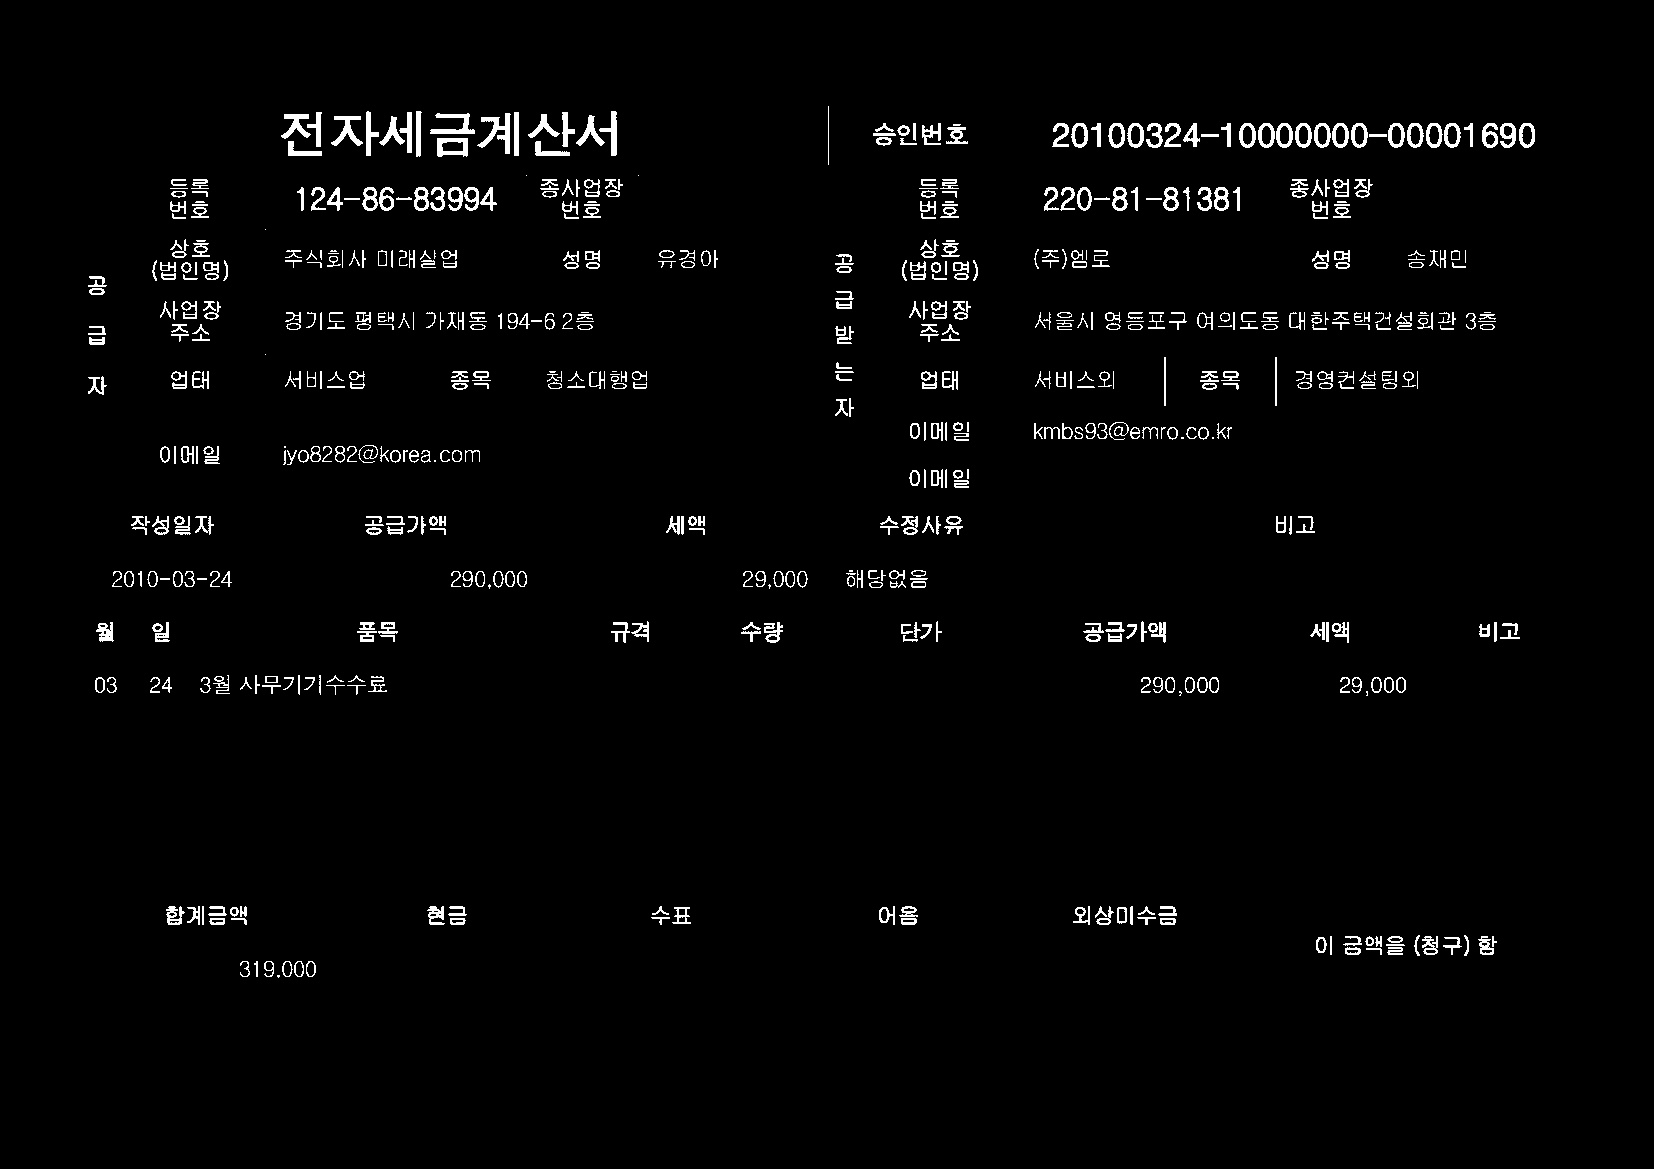 전자세금계산서 승인번호 20100324-10000000-00001690
등록번호 124-86-83994 종사업장번호 등록번호 220-81-81381 종사업장번호
공급자 공급받는자
상호(법인명) 주식회사 미래실업 성명 유경아 상호(법인명) (주)엠로 성명 송재민
사업장주소 경기도 평택시 가재동 194-6 2층 사업장주소 서울시 영등포구 여의도동 대한주택건설회관 3층
업태 서비스업 종목 청소대행업 업태 서비스외 종목 경영컨설팅외
이메일 jyo8282@korea.com 이메일 kmbs93@emro.co.kr
이메일
작성일자 공급가액 세액 수정사유 비고
2010-03-24 290,000 29,000 해당없음
월 일 품목 규격 수량 단가 공급가액 세액 비고
03 24 3월 사무기기수수료 290,000 29,000
합계금액 현금 수표 어음 외상미수금
이 금액을 (청구) 함
319,000